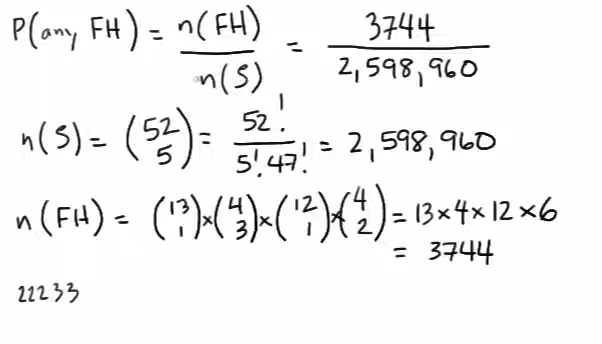 P(any FH) = n(FH)/n(S) = 3744/2,598,960
n(S) = (52 5) = 52!/5!47! = 2,598,960
n(FH) = (13 1)×(4 3)×(12 1)×(4 2) = 13×4×12×6
= 3744
22233